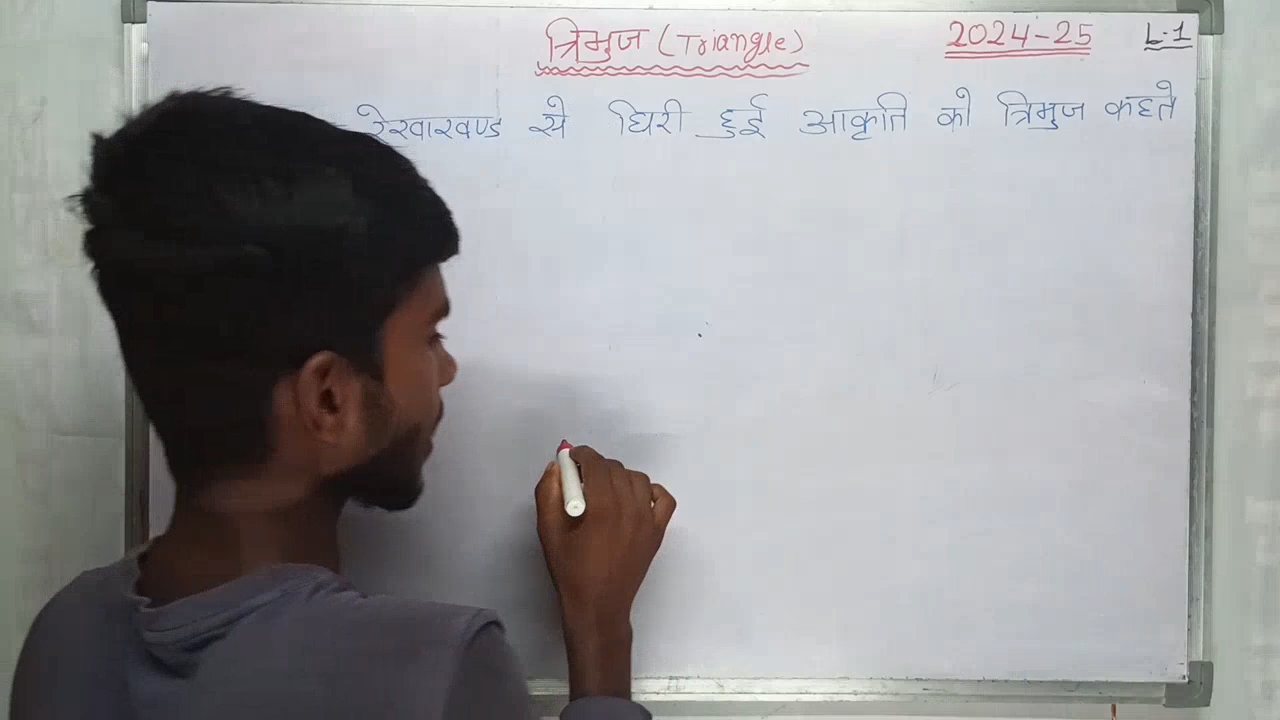 त्रिभुज (Triangle) 2024-25 L-1
रेखाखण्ड से घिरी हुई आकृति को त्रिभुज कहते